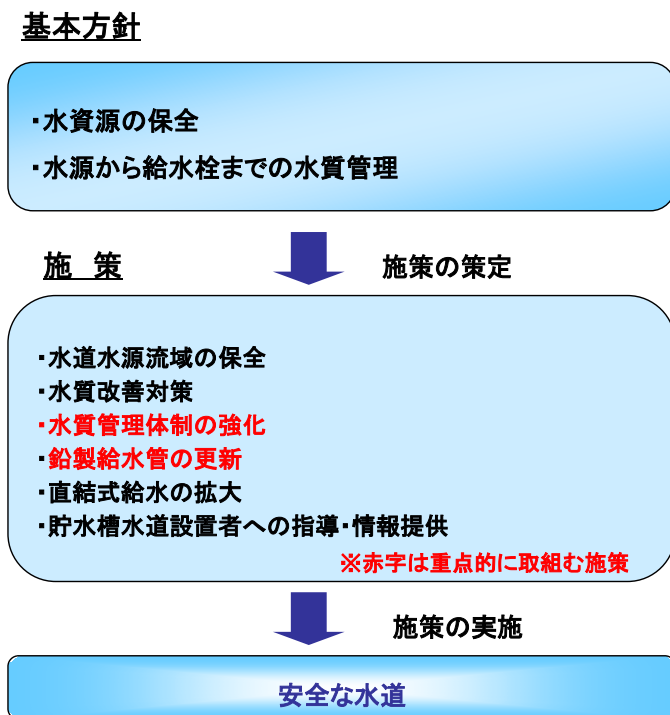 基本方針
・水資源の保全
・水源から給水栓までの水質管理
施策の策定
施　策
・水道水源流域の保全
・水質改善対策
・水質管理体制の強化
・鉛製給水管の更新
・直結式給水の拡大
・貯水槽水道設置者への指導・情報提供
※赤字は重点的に取組む施策
施策の実施
安全な水道